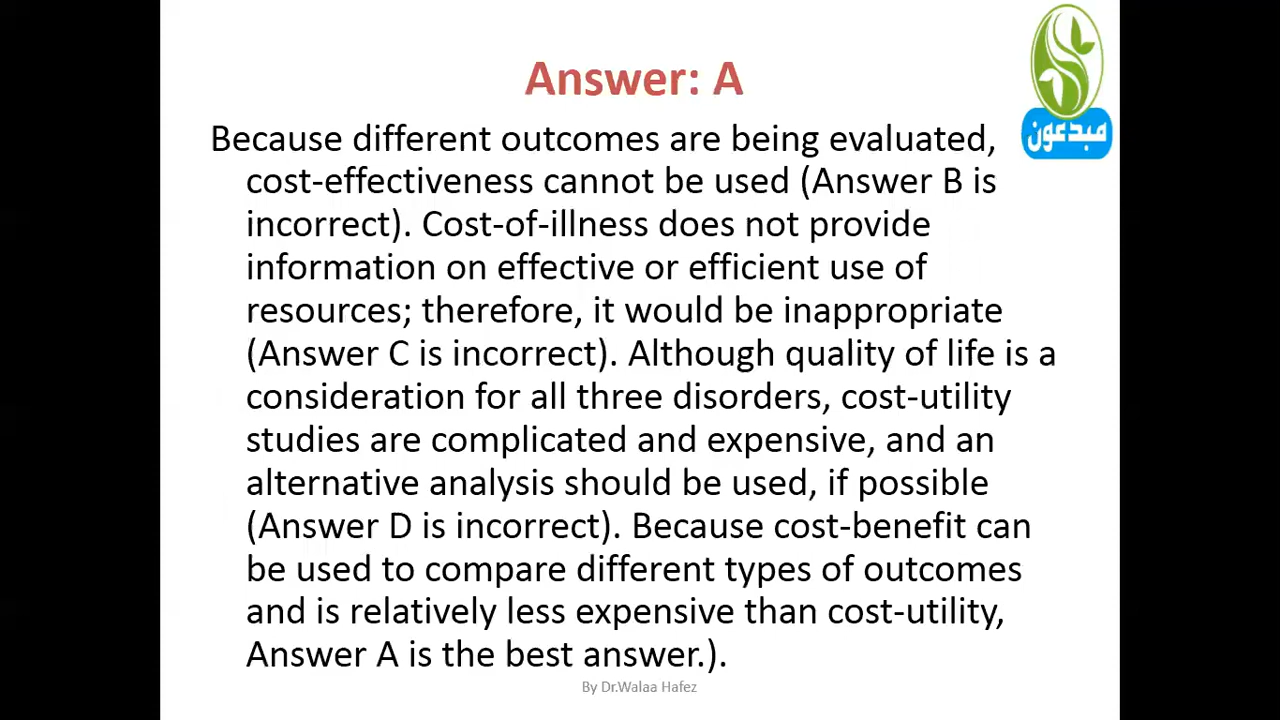 Answer: A
مبدعون
Because different outcomes are being evaluated,
cost-effectiveness cannot be used (Answer B is
incorrect). Cost-of-illness does not provide
information on effective or efficient use of
resources; therefore, it would be inappropriate
(Answer C is incorrect). Although quality of life is a
consideration for all three disorders, cost-utility
studies are complicated and expensive, and an
alternative analysis should be used, if possible
(Answer D is incorrect). Because cost-benefit can
be used to compare different types of outcomes
and is relatively less expensive than cost-utility,
Answer A is the best answer.).
By Dr.Walaa Hafez